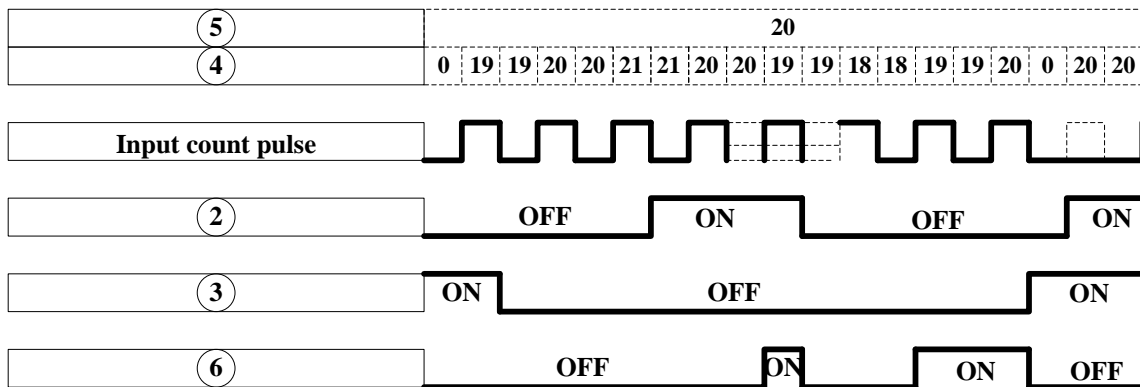 ⑤ 20
④ 0 19 19 20 20 21 21 20 20 19 19 18 18 19 19 20 0 20 20
Input count pulse
② OFF ON OFF ON
③ ON OFF ON
⑥ OFF ON ON OFF